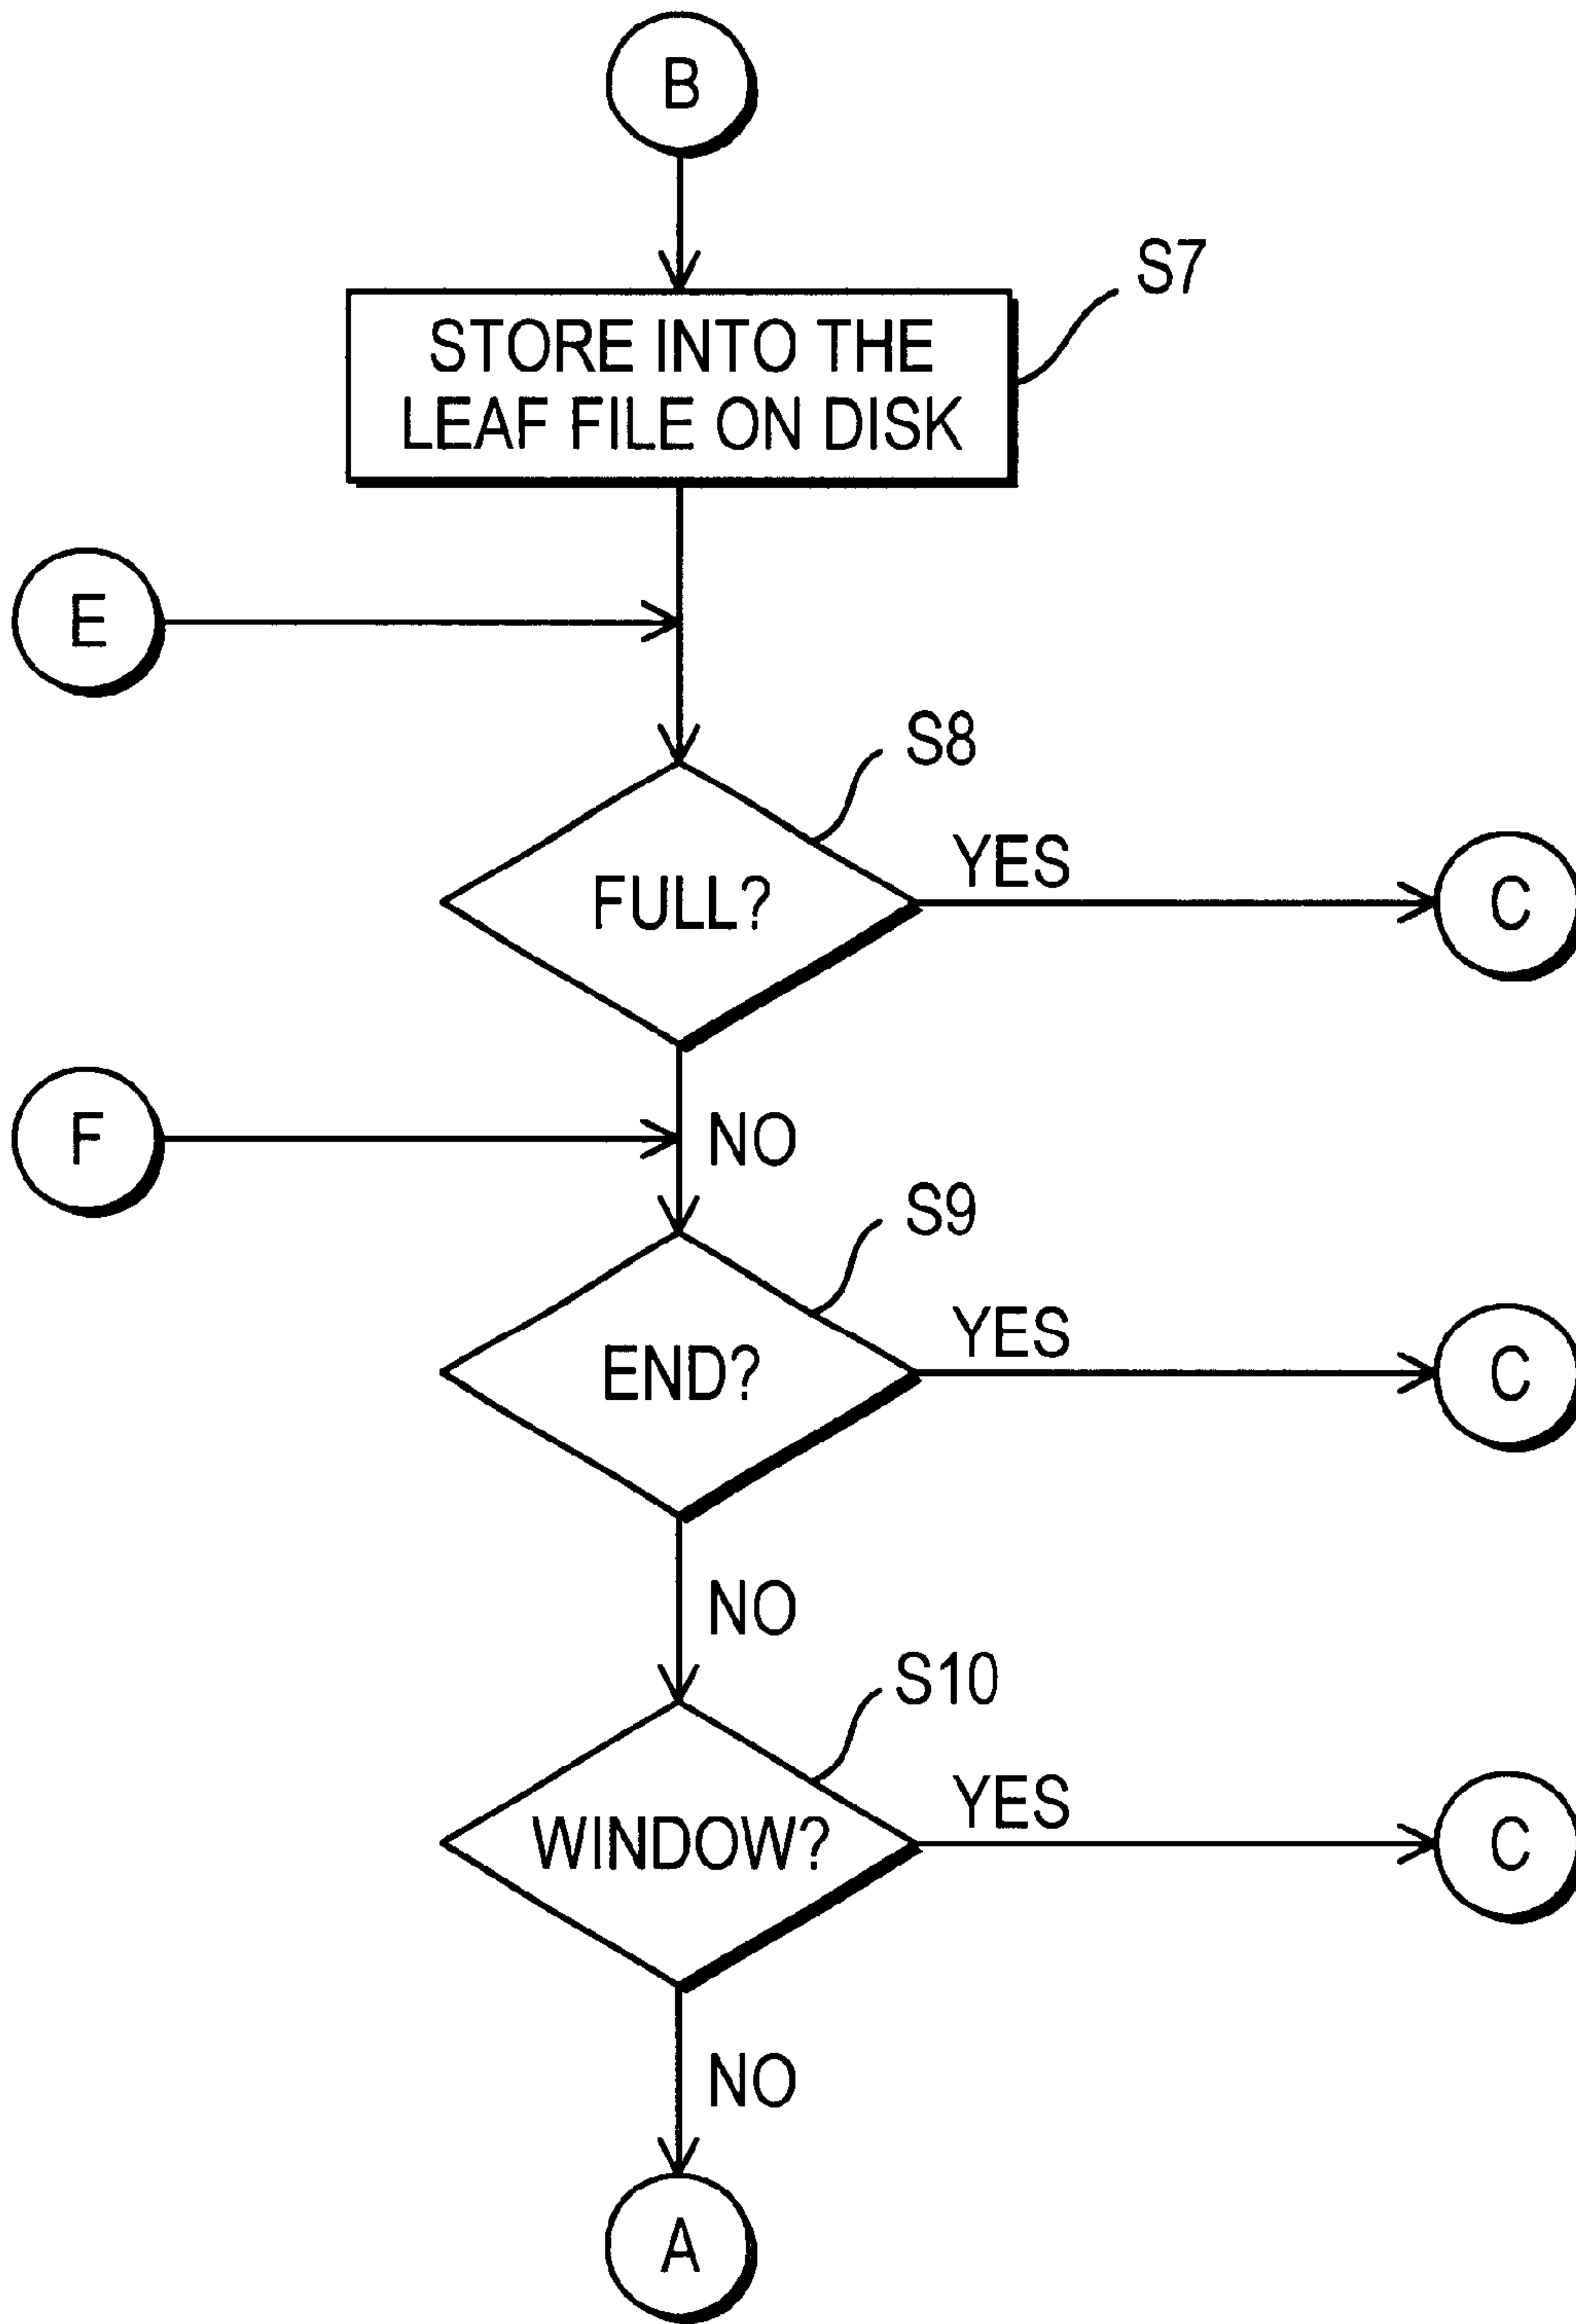 B
S7
STORE INTO THE
LEAF FILE ON DISK
E
S8
YES
FULL?
C
F
NO
S9
YES
END?
C
NO
S10
YES
WINDOW?
C
NO
A